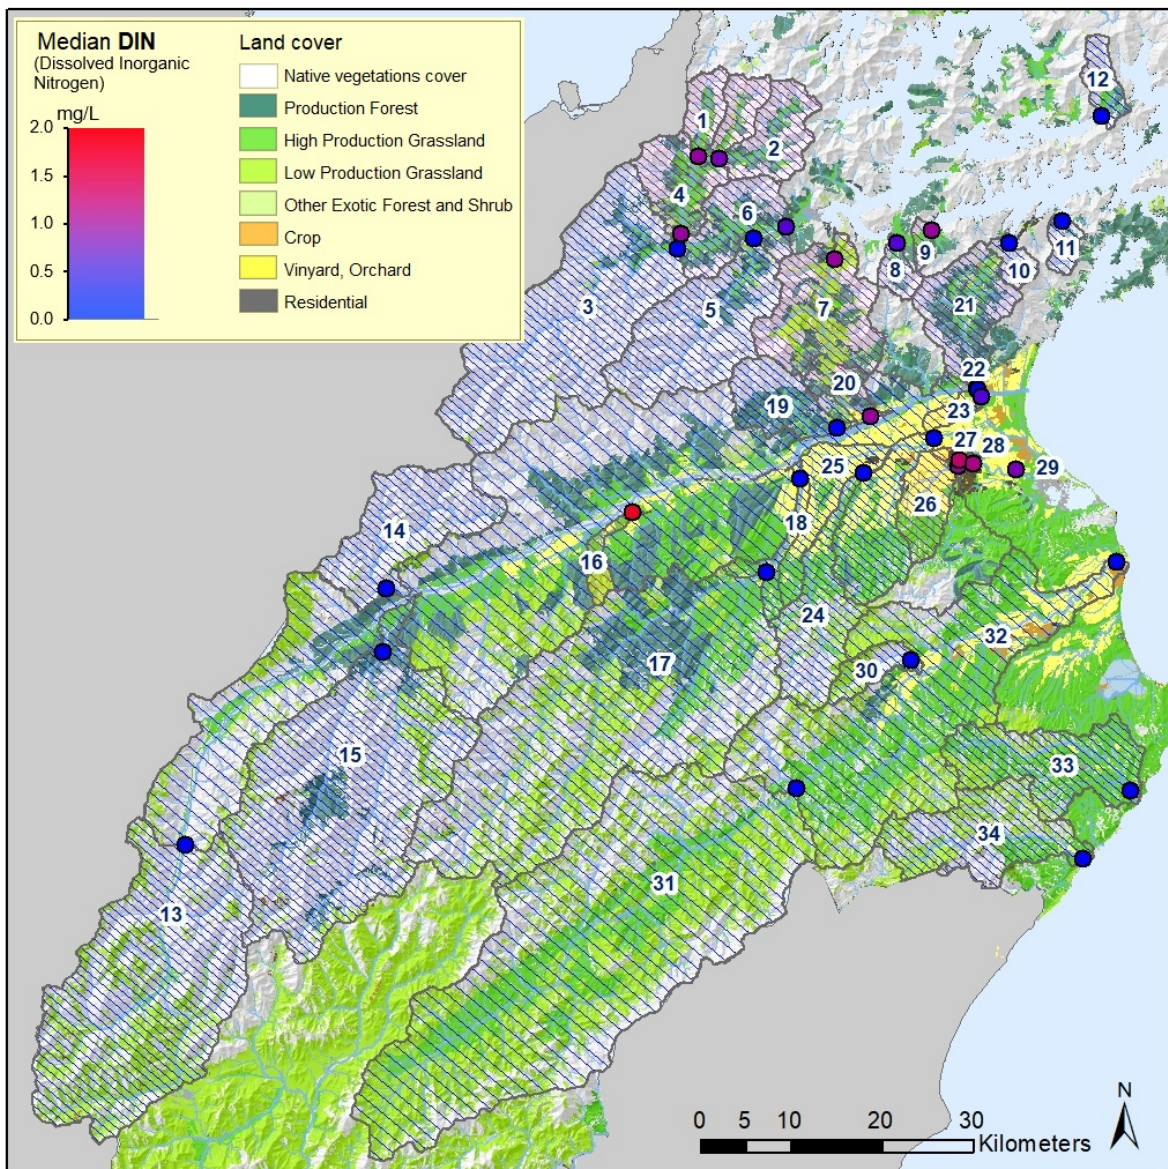 Median DIN
(Dissolved Inorganic
Nitrogen)
mg/L
2.0
1.5
1.0
0.5
0.0
Land cover
Native vegetations cover
Production Forest
High Production Grassland
Low Production Grassland
Other Exotic Forest and Shrub
Crop
Vinyard, Orchard
Residential
12
1
2
4
6
9
8
11
10
3
5
7
21
20
22
19
23
27
28
25
29
26
18
14
16
24
32
17
30
15
33
34
31
13
N
0 5 10 20 30
Kilometers